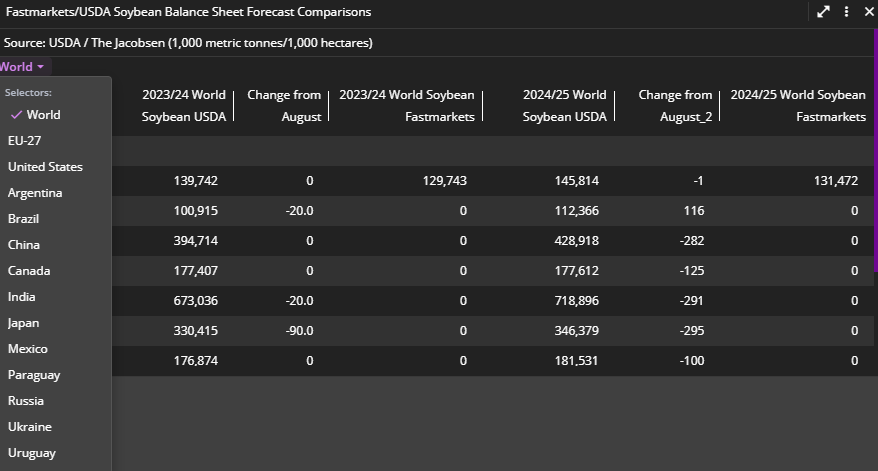 Fastmarkets/USDA Soybean Balance Sheet Forecast Comparisons
Source: USDA / The Jacobsen (1,000 metric tonnes/1,000 hectares)
World
Selectors:
World
EU-27
United States
Argentina
Brazil
China
Canada
India
Japan
Mexico
Paraguay
Russia
Ukraine
Uruguay
2023/24 World Soybean USDA Change from August 2023/24 World Soybean Fastmarkets 2024/25 World Soybean USDA Change from August_2 2024/25 World Soybean Fastmarkets
139,742 0 129,743 145,814 -1 131,472
100,915 -20.0 0 112,366 116 0
394,714 0 0 428,918 -282 0
177,407 0 0 177,612 -125 0
673,036 -20.0 0 718,896 -291 0
330,415 -90.0 0 346,379 -295 0
176,874 0 0 181,531 -100 0